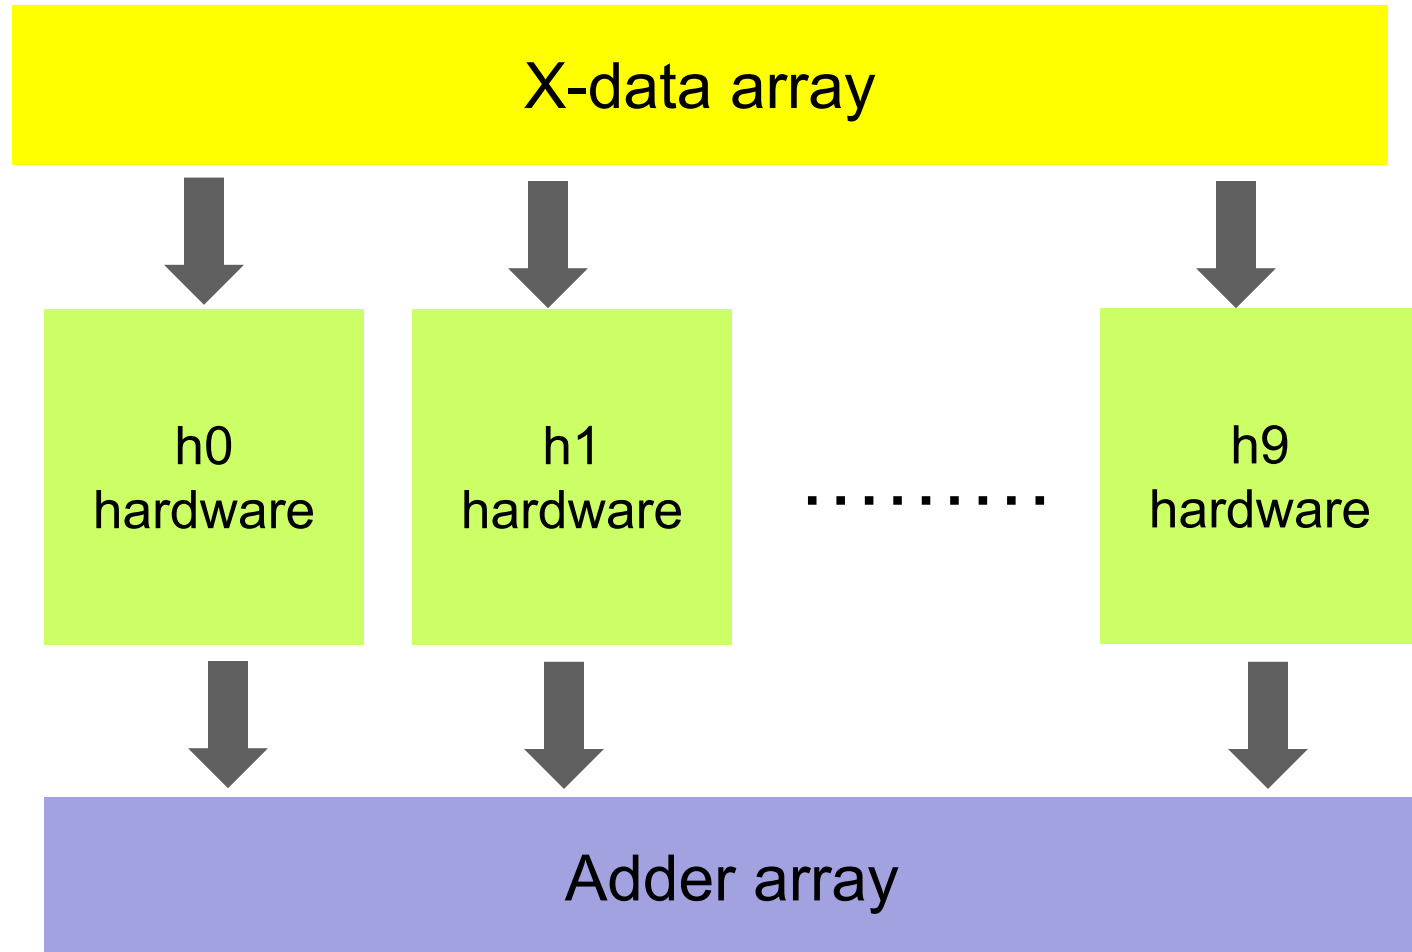 X-data array
h0
hardware
h1
hardware
.........
h9
hardware
Adder array